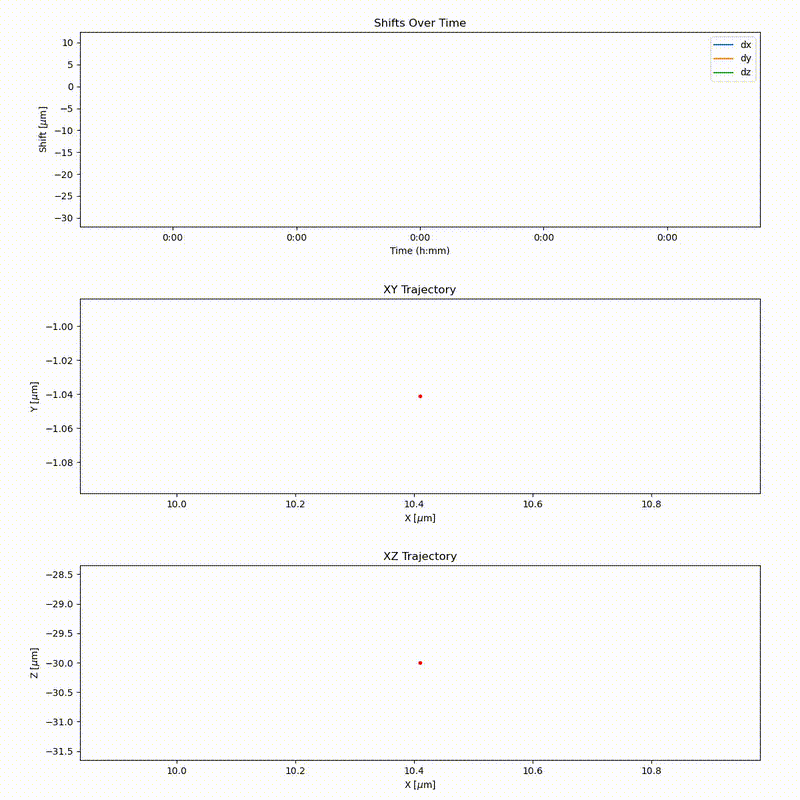 Shifts Over Time
10
5
0
−5
−10
−15
−20
−25
−30
Shift [μm]
dx
dy
dz
0:00 0:00 0:00 0:00 0:00
Time (h:mm)
XY Trajectory
−1.00
−1.02
−1.04
−1.06
−1.08
Y [μm]
10.0 10.2 10.4 10.6 10.8
X [μm]
XZ Trajectory
−28.5
−29.0
−29.5
−30.0
−30.5
−31.0
−31.5
Z [μm]
10.0 10.2 10.4 10.6 10.8
X [μm]